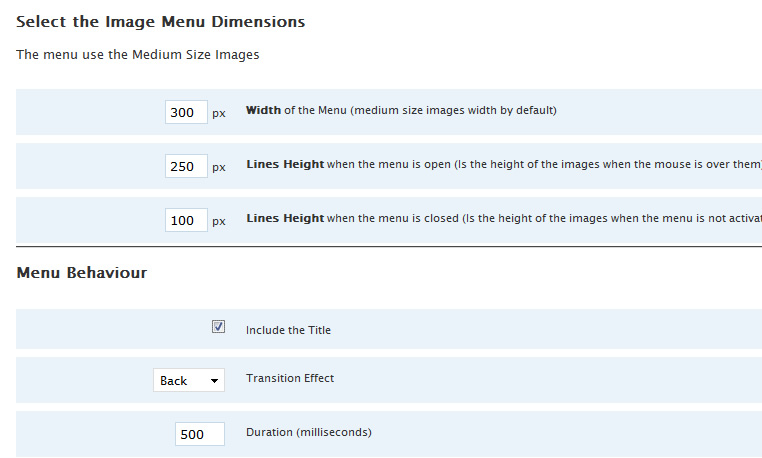 Select the Image Menu Dimensions
The menu use the Medium Size Images
300 px Width of the Menu (medium size images width by default)
250 px Lines Height when the menu is open (Is the height of the images when the mouse is over them)
100 px Lines Height when the menu is closed (Is the height of the images when the menu is not activat
Menu Behaviour
Include the Title
Back Transition Effect
500 Duration (milliseconds)